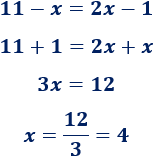 11 − x = 2x − 1
11 + 1 = 2x + x
3x = 12
x = 12/3 = 4